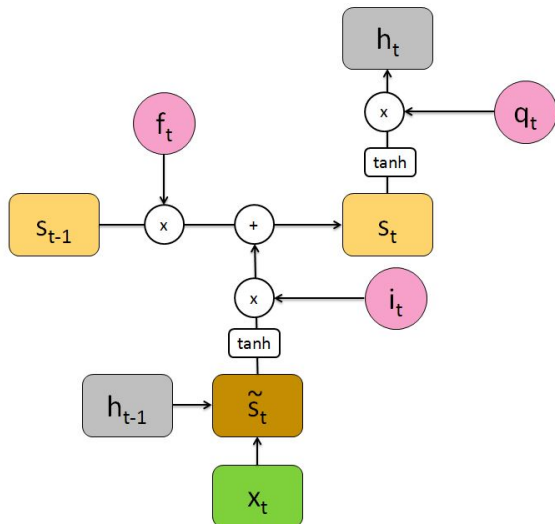 h_t
x
q_t
f_t
tanh
s_{t-1}
x
+
s_t
x
i_t
tanh
h_{t-1}
s̃_t
x_t